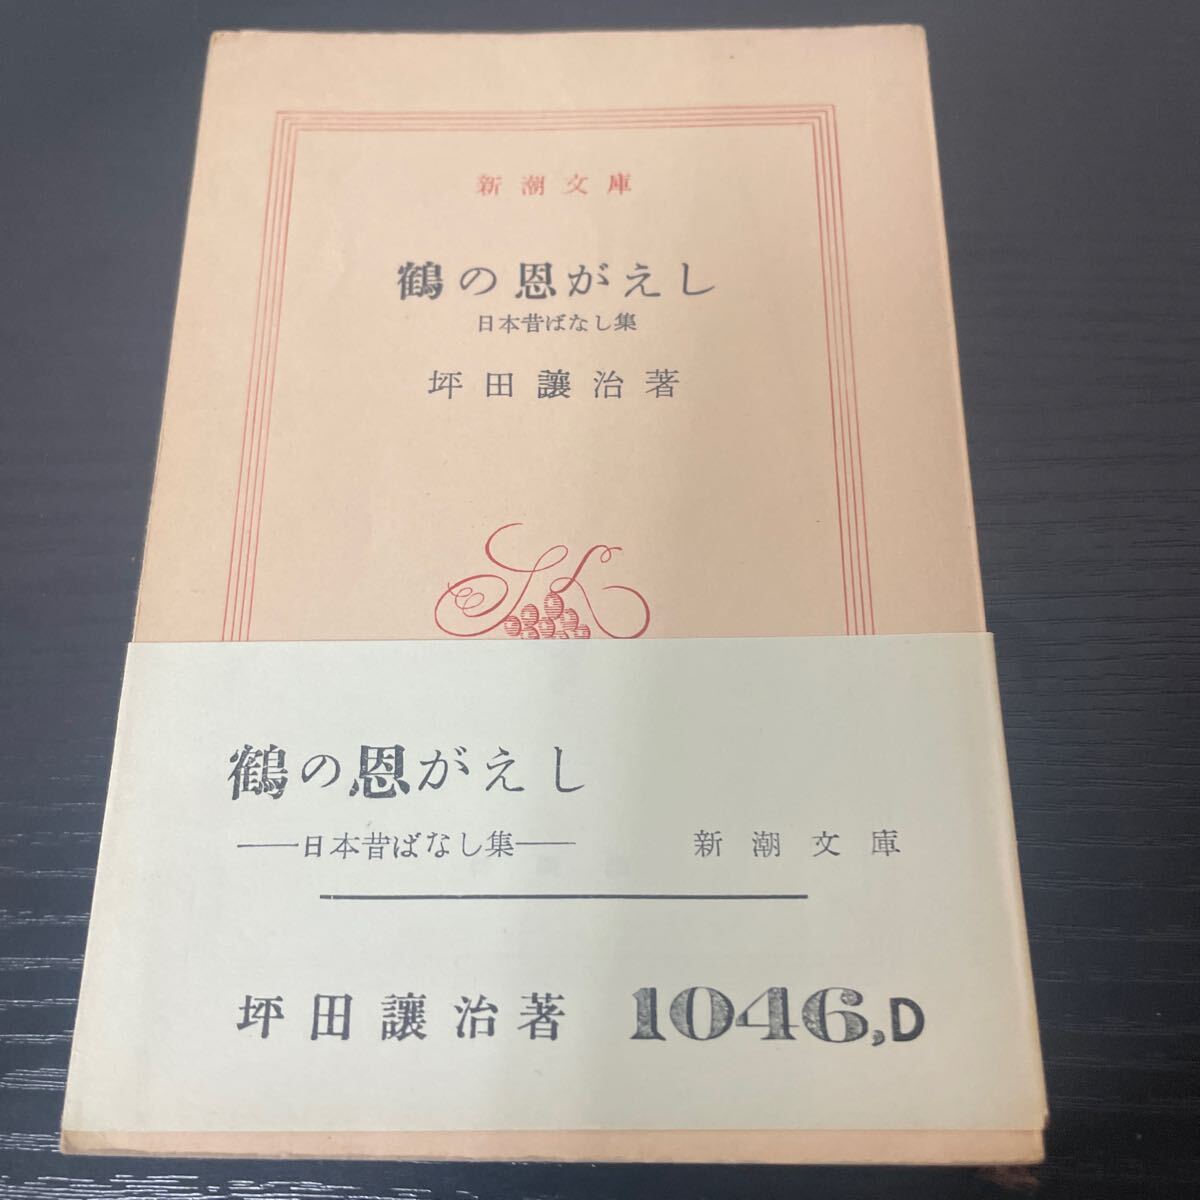 新潮文庫
鶴の恩がえし
日本昔ばなし集
坪田讓治著
鶴の恩がえし
―日本昔ばなし集―
新潮文庫
坪田讓治著
1046,D